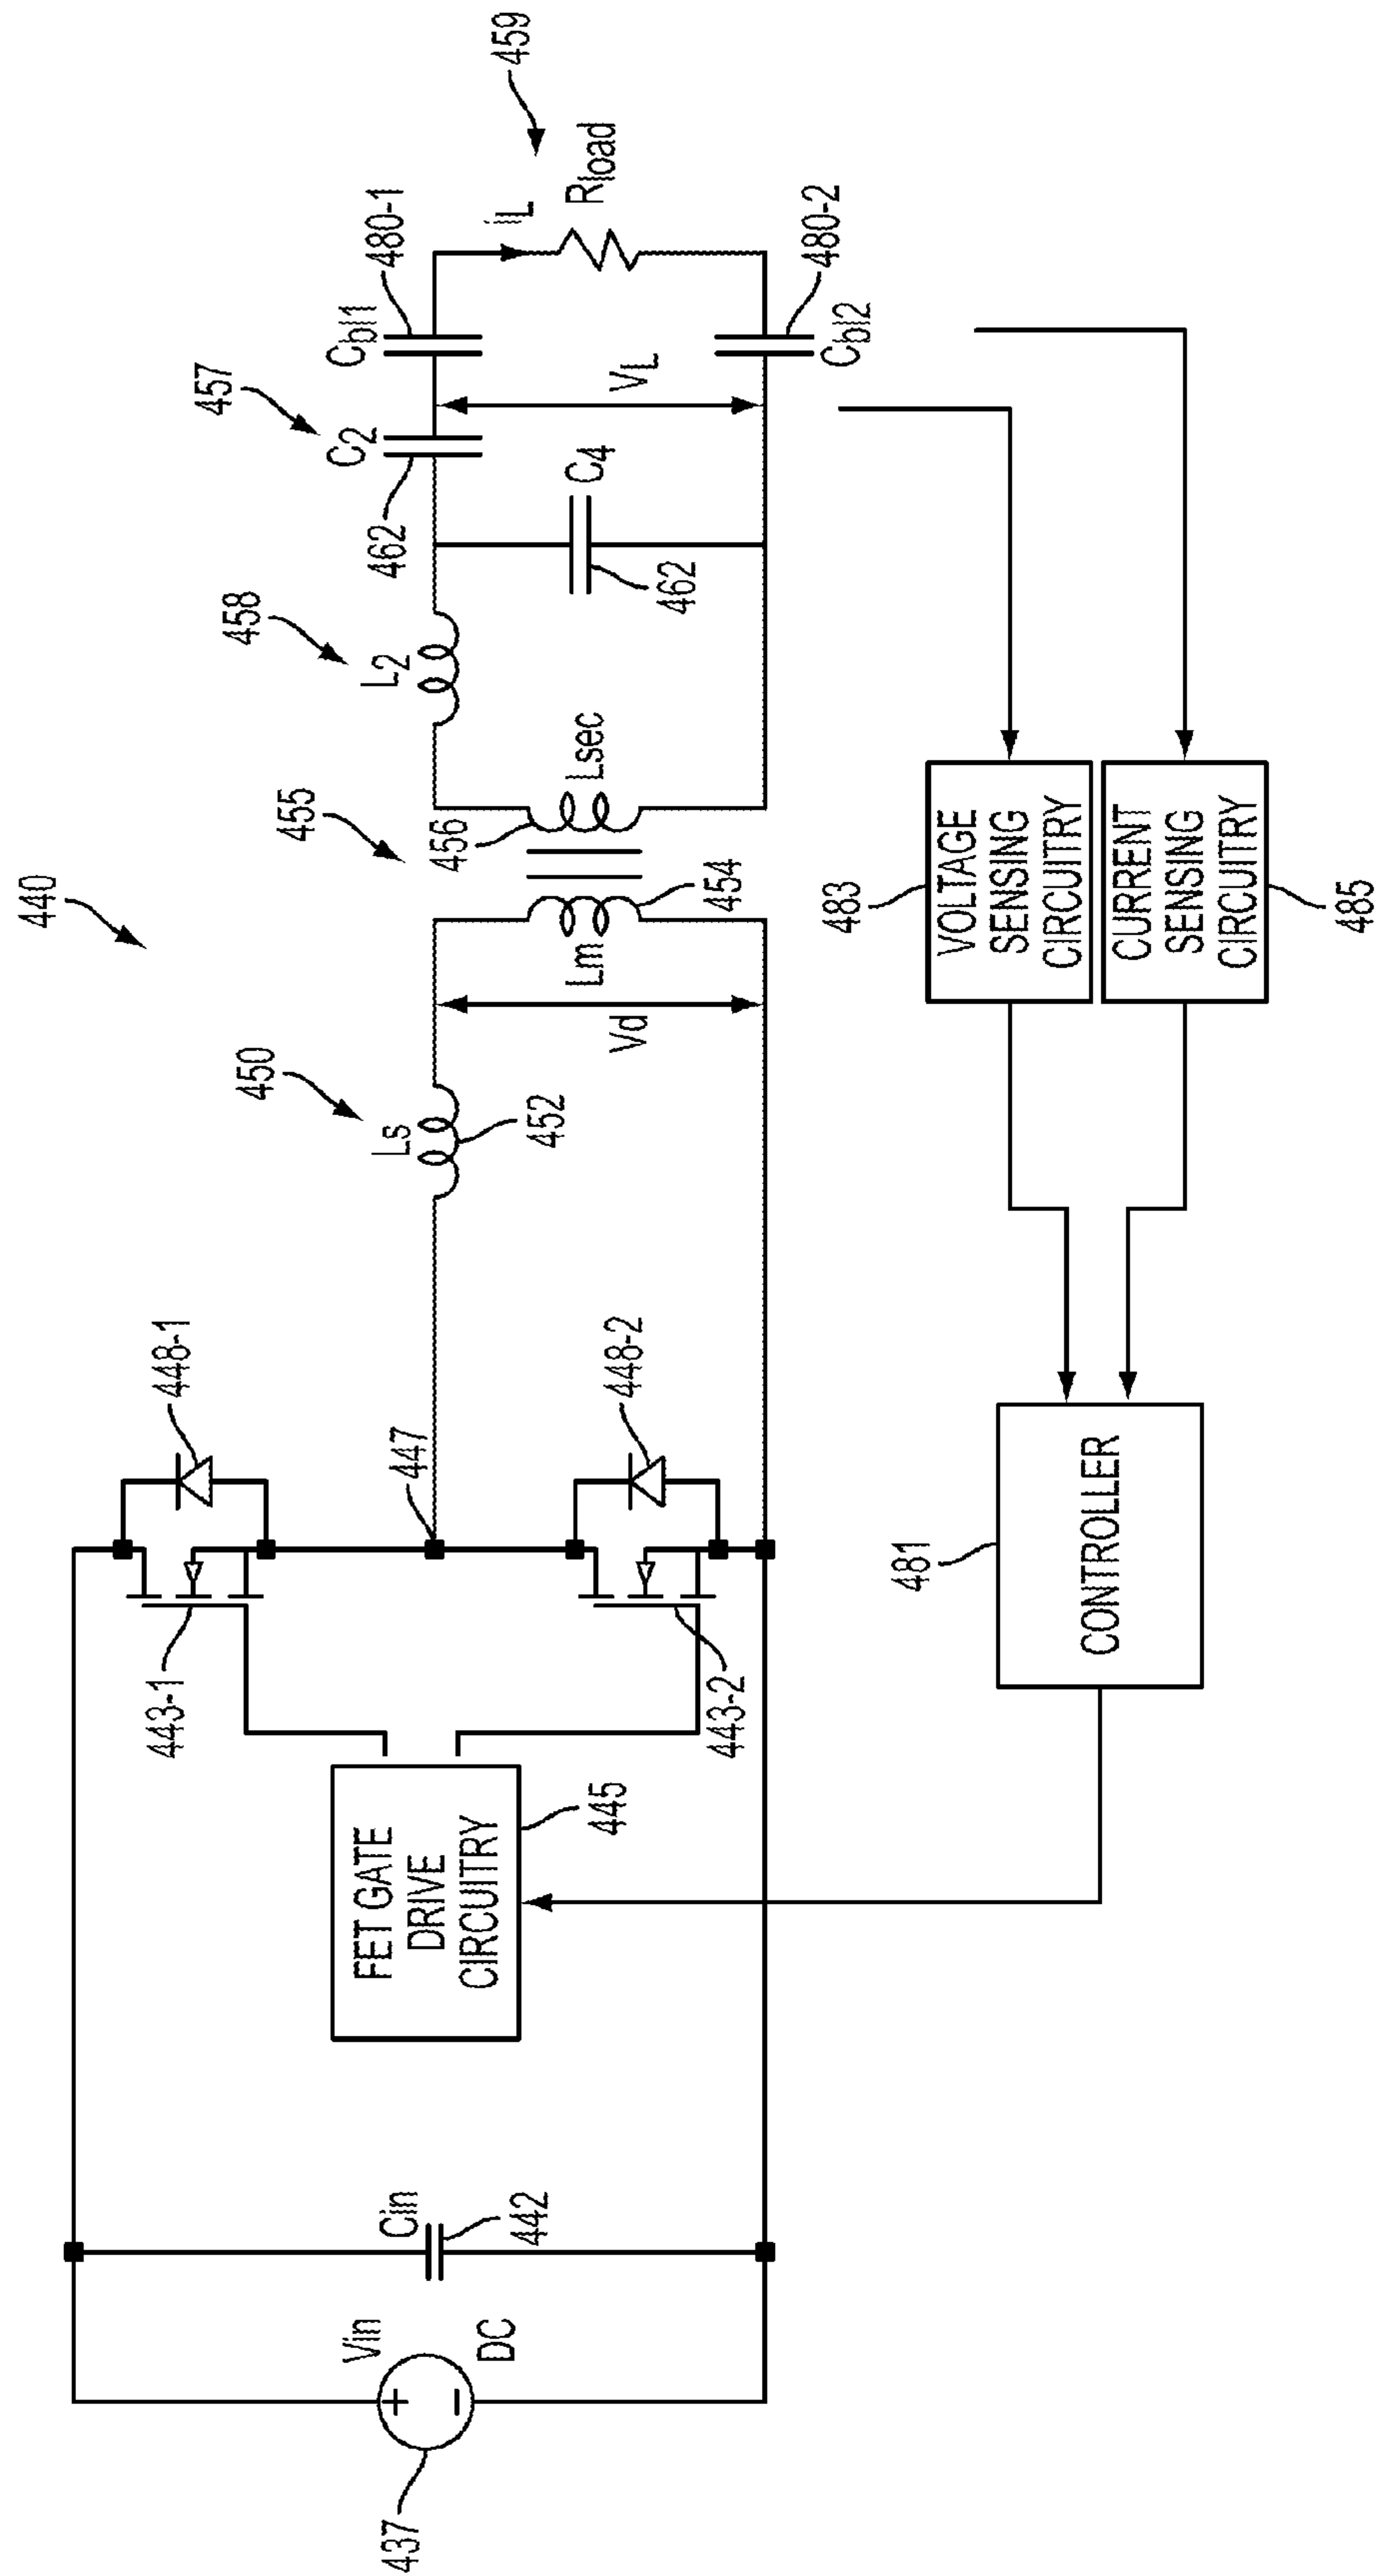 440
437
Vin
DC
Cin
442
FET GATE
DRIVE
CIRCUITRY
445
443-1
448-1
447
443-2
448-2
450
Ls
452
Vd
455
Lm
454
456
Lsec
458
L2
457
C2
462
C4
462
VL
Cbl1
480-1
Cbl2
480-2
iL
Rload
459
481
CONTROLLER
483
VOLTAGE
SENSING
CIRCUITRY
CURRENT
SENSING
CIRCUITRY
485